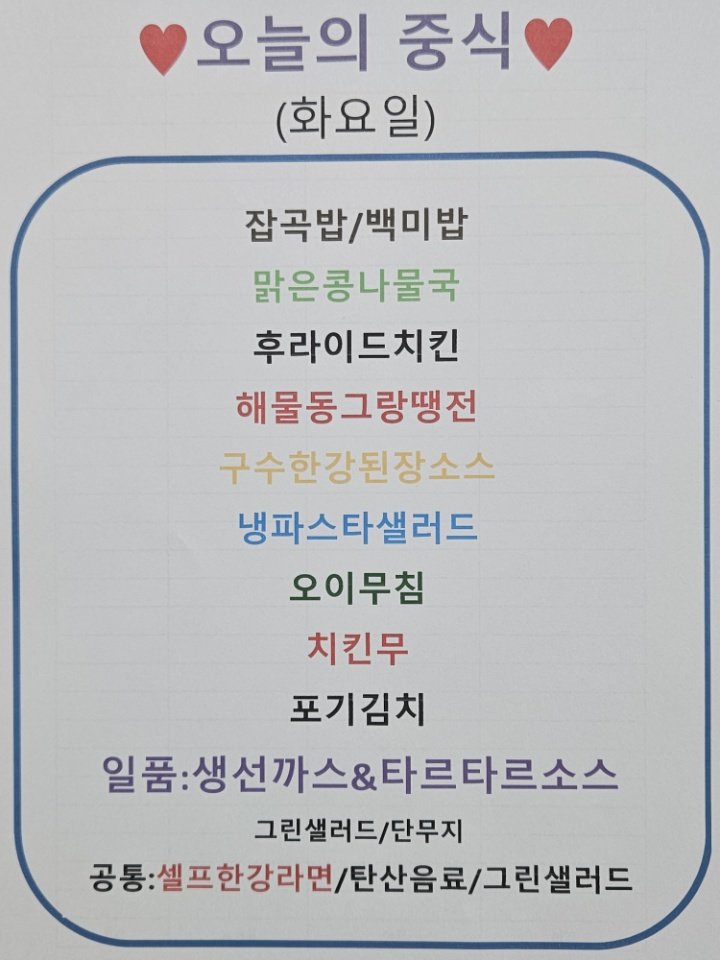 ♥오늘의 중식♥
(화요일)
잡곡밥/백미밥
맑은콩나물국
후라이드치킨
해물동그랑땡전
구수한강된장소스
냉파스타샐러드
오이무침
치킨무
포기김치
일품:생선까스&타르타르소스
그린샐러드/단무지
공통:셀프한강라면/탄산음료/그린샐러드